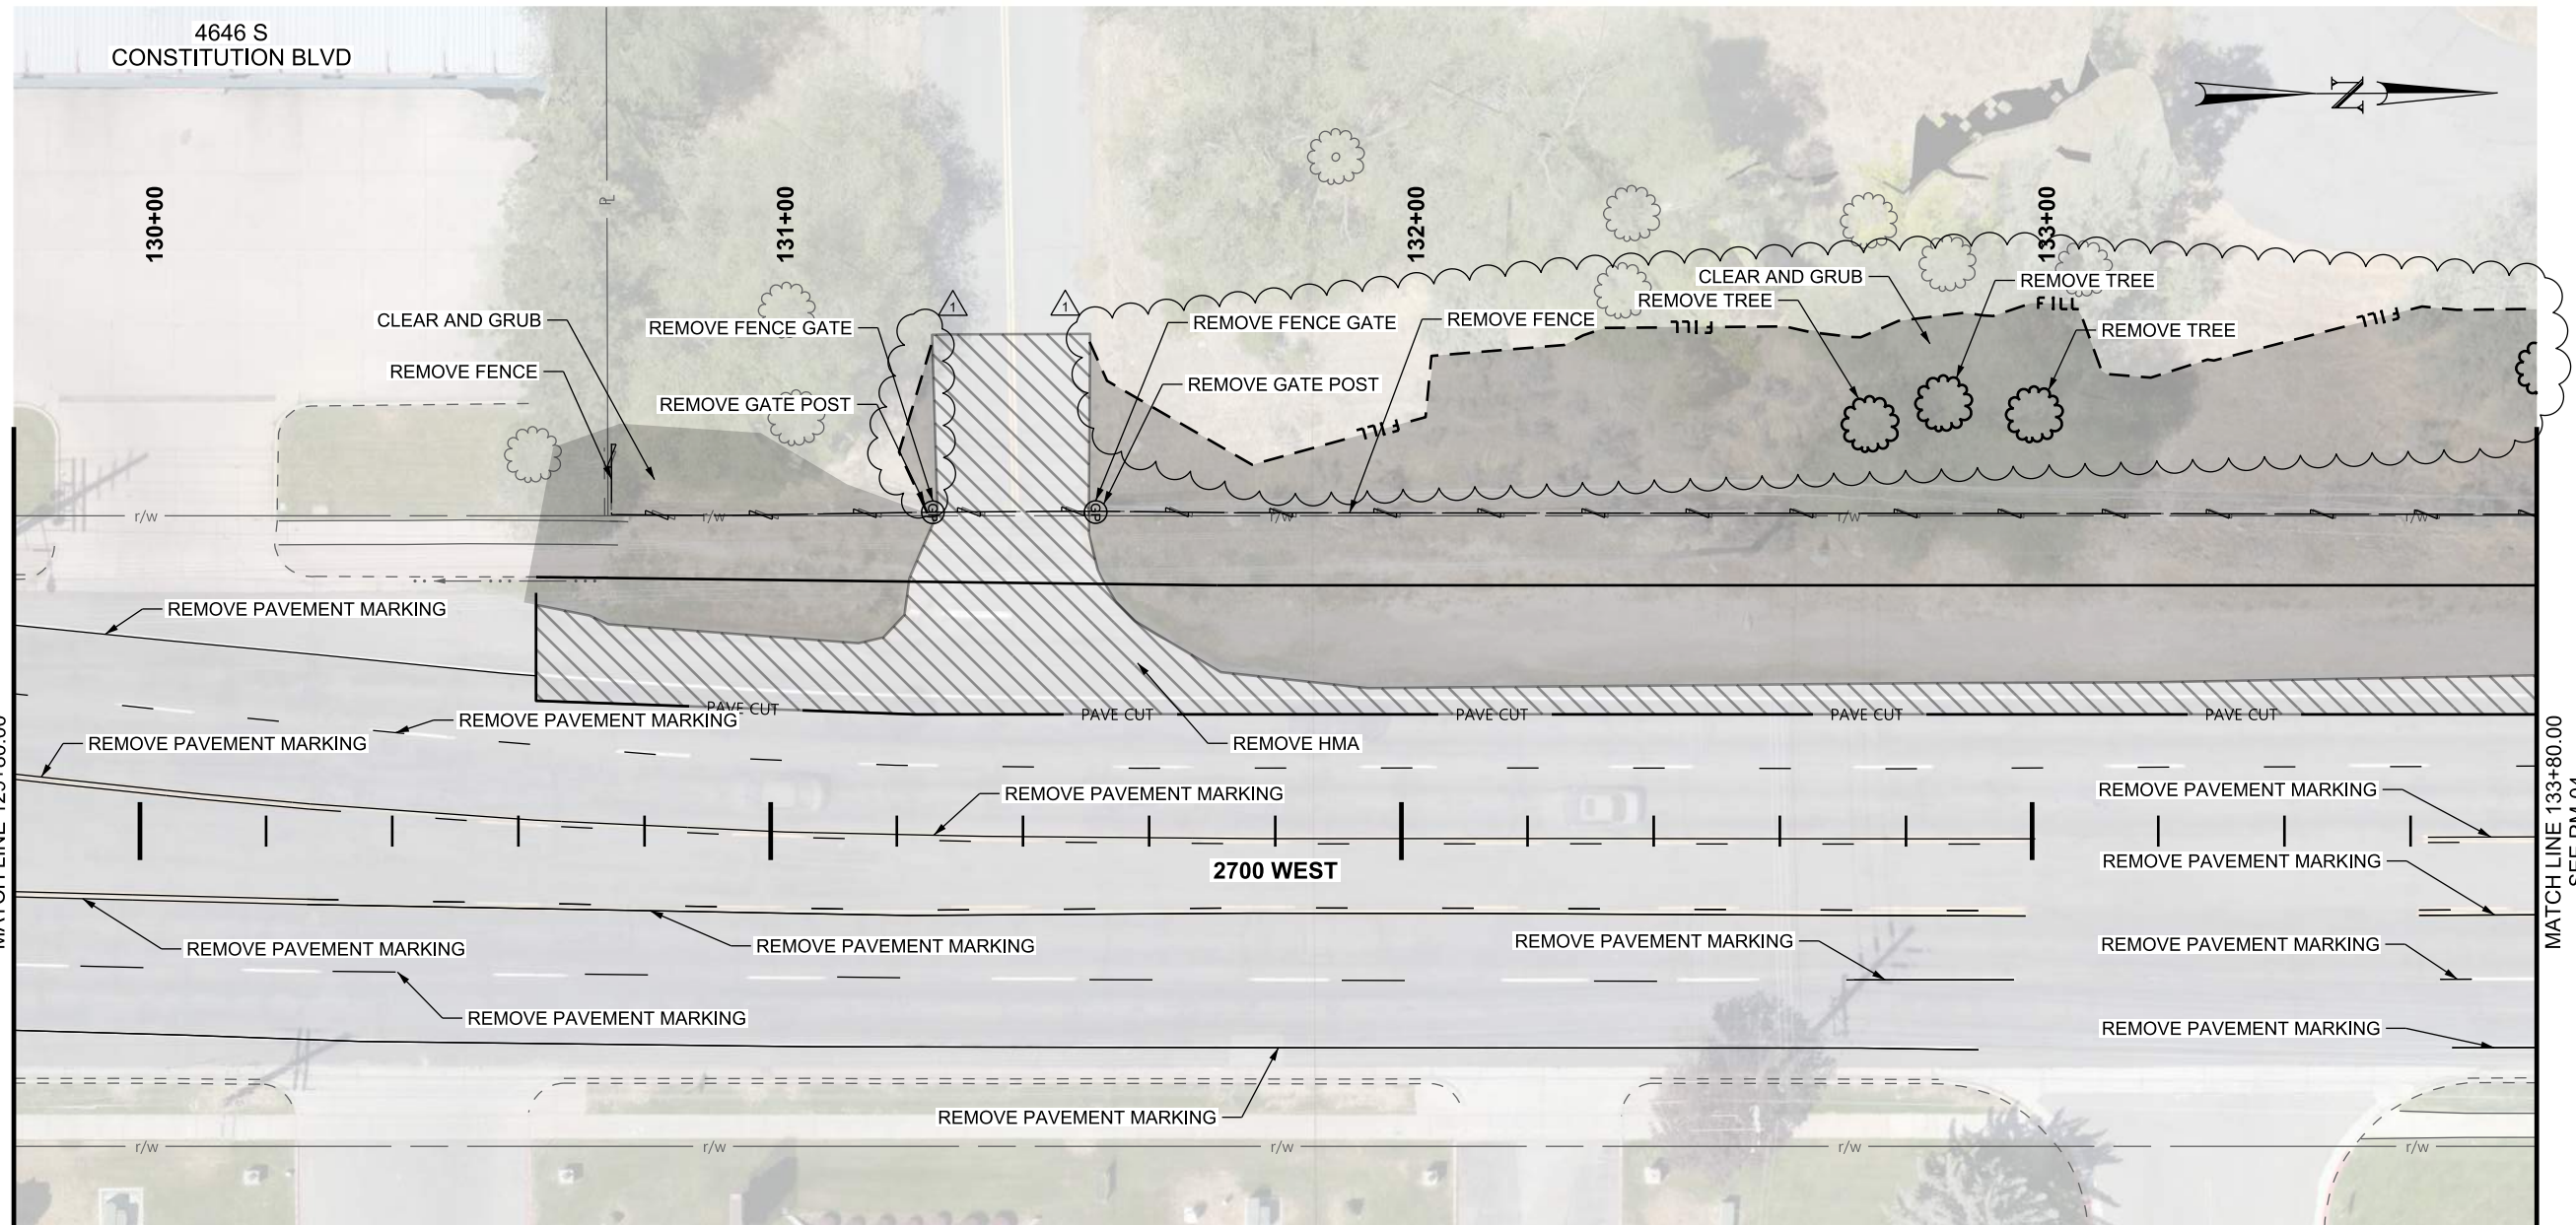 4646 S
CONSTITUTION BLVD
N
PL
130+00
131+00
132+00
133+00
1
1
CLEAR AND GRUB
REMOVE TREE
REMOVE TREE
FILL
REMOVE TREE
FILL
FILL
FILL
CLEAR AND GRUB
REMOVE FENCE GATE
REMOVE FENCE GATE
REMOVE FENCE
REMOVE FENCE
REMOVE GATE POST
REMOVE GATE POST
GP
GP
r/w
r/w
r/w
r/w
r/w
REMOVE PAVEMENT MARKING
PAVE CUT
PAVE CUT
PAVE CUT
PAVE CUT
PAVE CUT
REMOVE PAVEMENT MARKING
REMOVE PAVEMENT MARKING
REMOVE HMA
REMOVE PAVEMENT MARKING
REMOVE PAVEMENT MARKING
REMOVE PAVEMENT MARKING
2700 WEST
REMOVE PAVEMENT MARKING
REMOVE PAVEMENT MARKING
REMOVE PAVEMENT MARKING
REMOVE PAVEMENT MARKING
REMOVE PAVEMENT MARKING
REMOVE PAVEMENT MARKING
REMOVE PAVEMENT MARKING
r/w
r/w
r/w
r/w
r/w
MATCH LINE 133+80.00